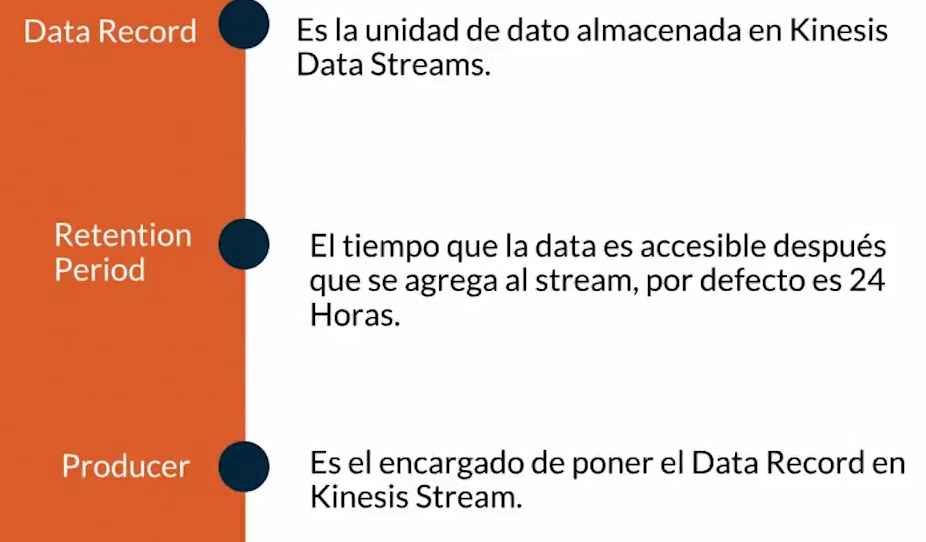 Data Record
Es la unidad de dato almacenada en Kinesis
Data Streams.
Retention
Period
El tiempo que la data es accesible después
que se agrega al stream, por defecto es 24
Horas.
Producer
Es el encargado de poner el Data Record en
Kinesis Stream.